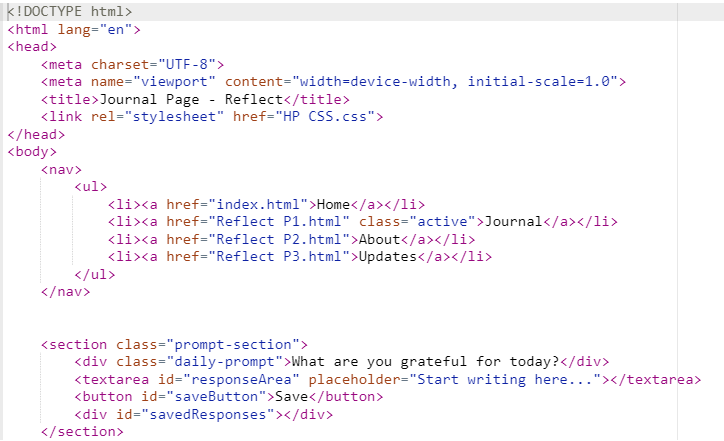 <!DOCTYPE html>
<html lang="en">
<head>
    <meta charset="UTF-8">
    <meta name="viewport" content="width=device-width, initial-scale=1.0">
    <title>Journal Page - Reflect</title>
    <link rel="stylesheet" href="HP CSS.css">
</head>
<body>
    <nav>
        <ul>
            <li><a href="index.html">Home</a></li>
            <li><a href="Reflect P1.html" class="active">Journal</a></li>
            <li><a href="Reflect P2.html">About</a></li>
            <li><a href="Reflect P3.html">Updates</a></li>
        </ul>
    </nav>
    <section class="prompt-section">
        <div class="daily-prompt">What are you grateful for today?</div>
        <textarea id="responseArea" placeholder="Start writing here..."></textarea>
        <button id="saveButton">Save</button>
        <div id="savedResponses"></div>
    </section>